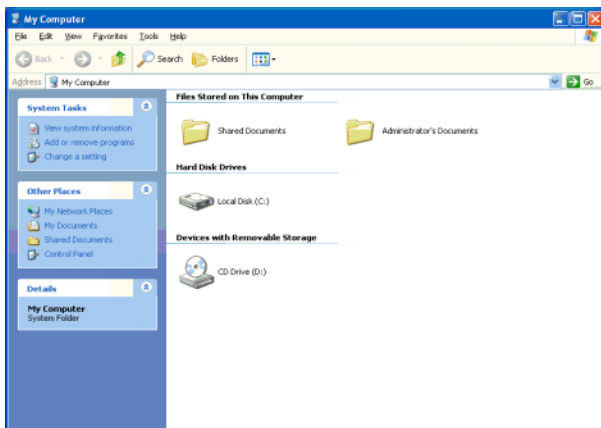 My Computer
File Edit View Favorites Tools Help
Back Search Folders
Address My Computer Go
System Tasks
View system information
Add or remove programs
Change a setting
Other Places
My Network Places
My Documents
Shared Documents
Control Panel
Details
My Computer
System Folder
Files Stored on This Computer
Shared Documents Administrator's Documents
Hard Disk Drives
Local Disk (C:)
Devices with Removable Storage
CD Drive (D:)